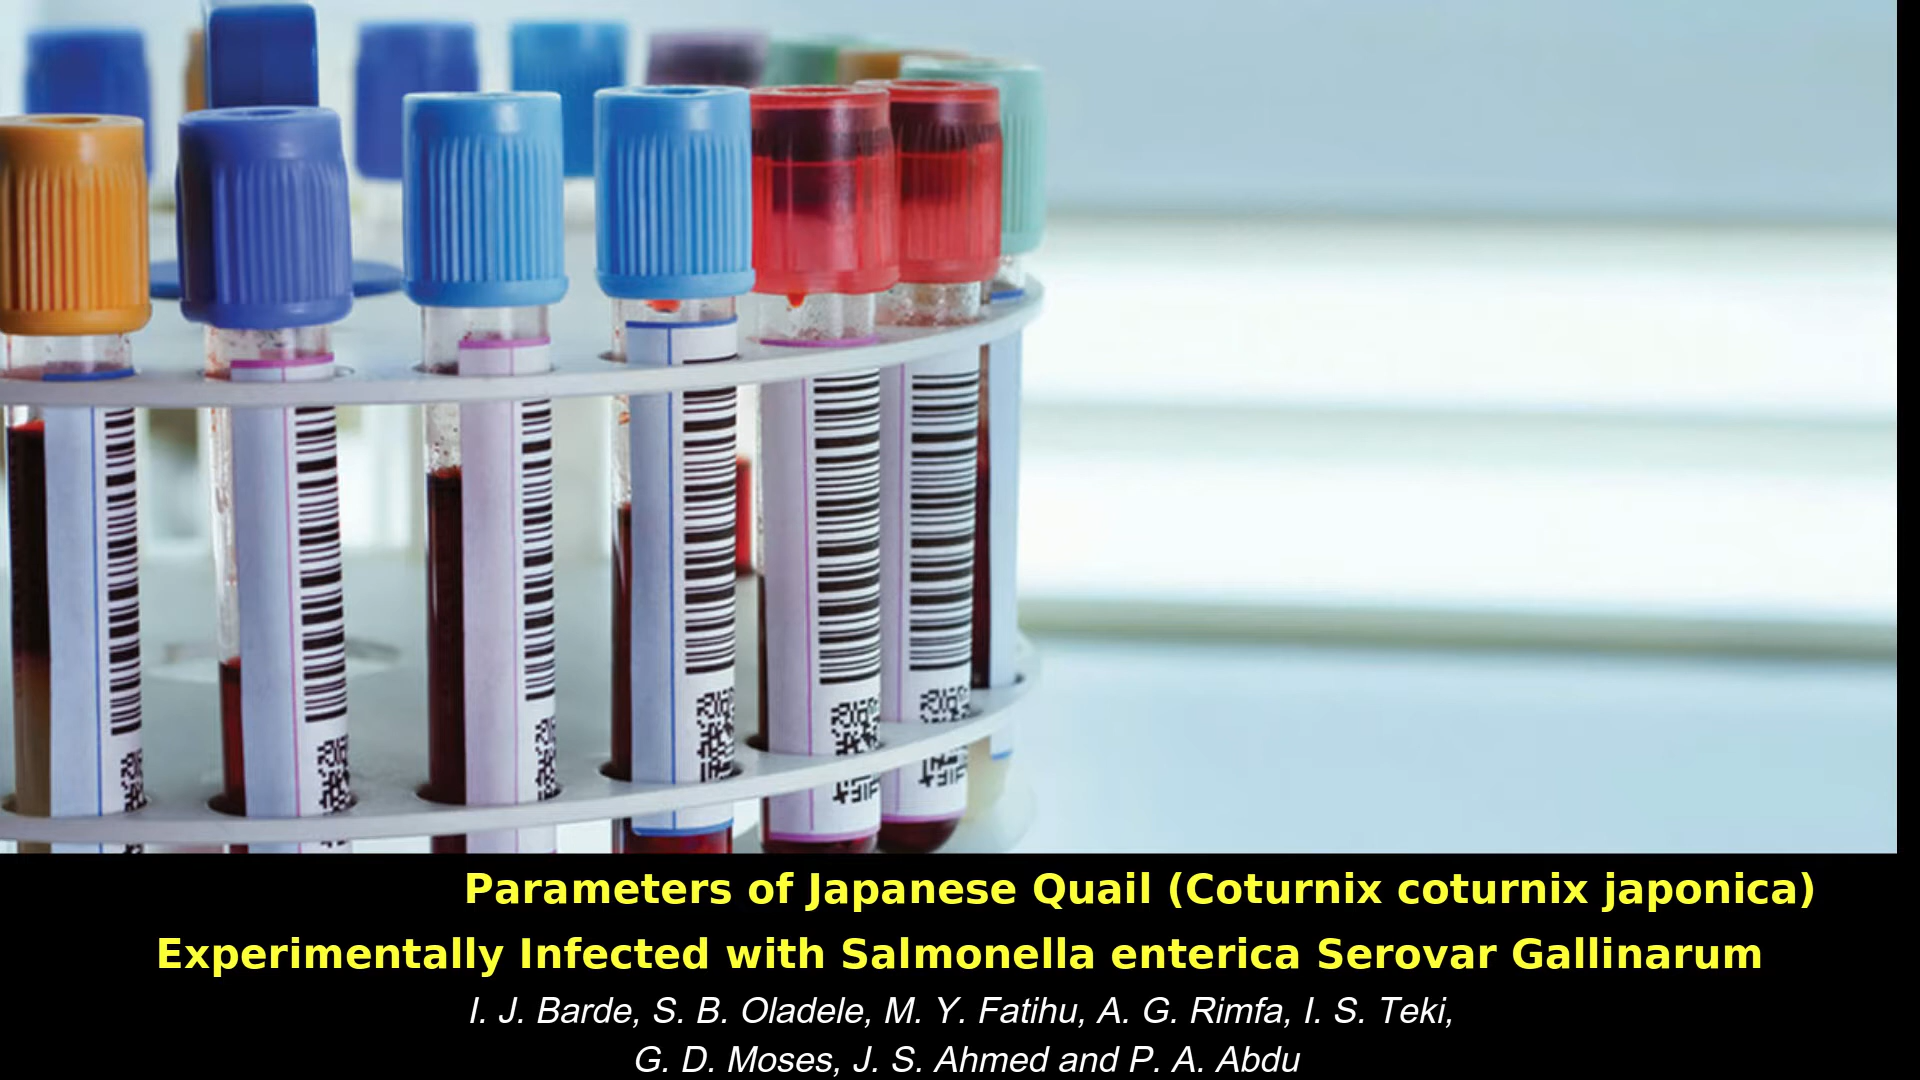 Parameters of Japanese Quail (Coturnix coturnix japonica)
Experimentally Infected with Salmonella enterica Serovar Gallinarum
I. J. Barde, S. B. Oladele, M. Y. Fatihu, A. G. Rimfa, I. S. Teki,
G. D. Moses, J. S. Ahmed and P. A. Abdu